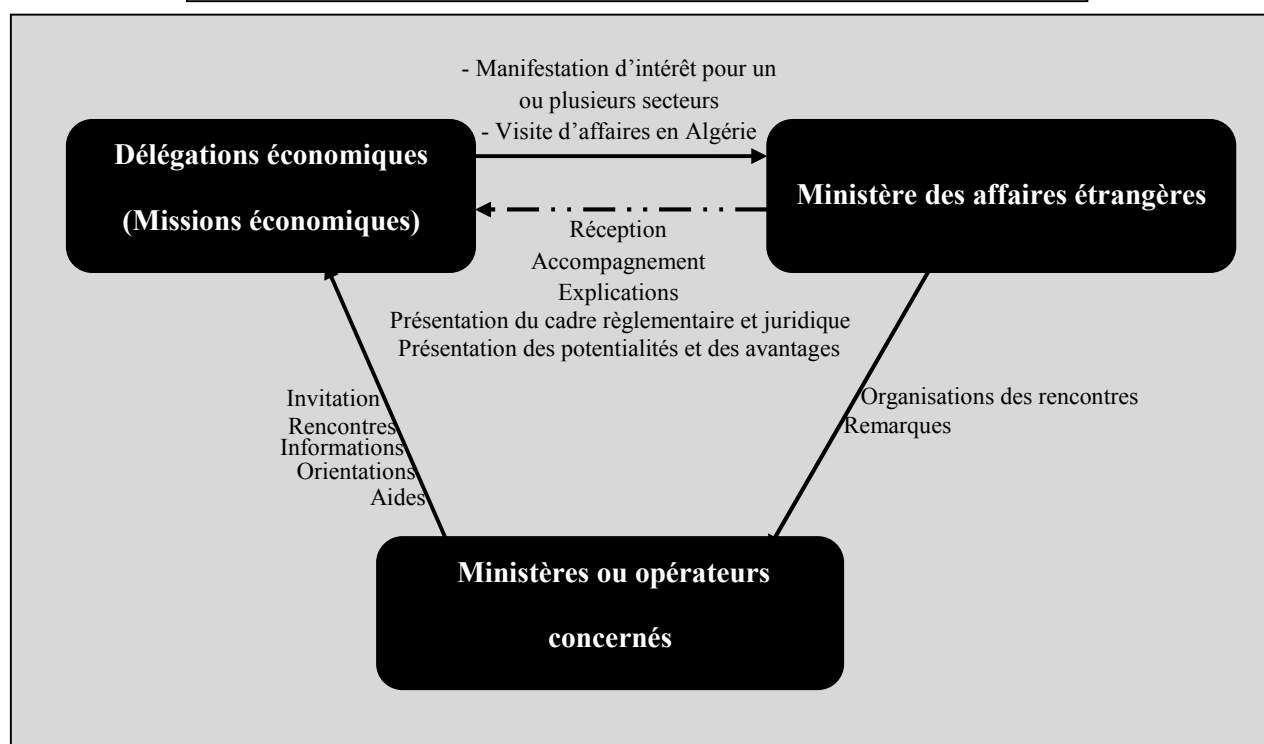 - Manifestation d'intérêt pour un
ou plusieurs secteurs
- Visite d'affaires en Algérie
Délégations économiques
(Missions économiques)
Ministère des affaires étrangères
Réception
Accompagnement
Explications
Présentation du cadre règlementaire et juridique
Présentation des potentialités et des avantages
Invitation
Rencontres
Informations
Orientations
Aides
Organisations des rencontres
Remarques
Ministères ou opérateurs
concernés